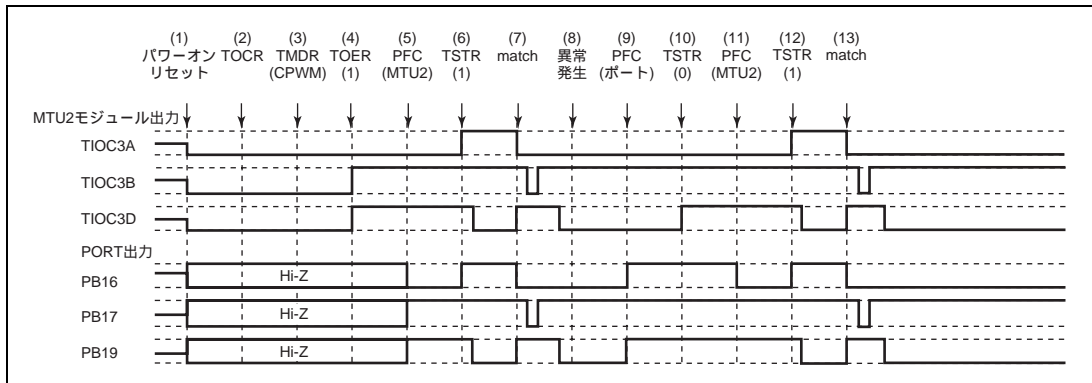 (1) (2) (3) (4) (5) (6) (7) (8) (9) (10) (11) (12) (13)
パワーオン TOCR TMDR TOER PFC TSTR match 異常 PFC TSTR PFC TSTR match
リセット (CPWM) (1) (MTU2) (1) 発生 (ポート) (0) (MTU2) (1)
MTU2モジュール出力
TIOC3A
TIOC3B
TIOC3D
PORT出力
PB16 Hi-Z
PB17 Hi-Z
PB19 Hi-Z